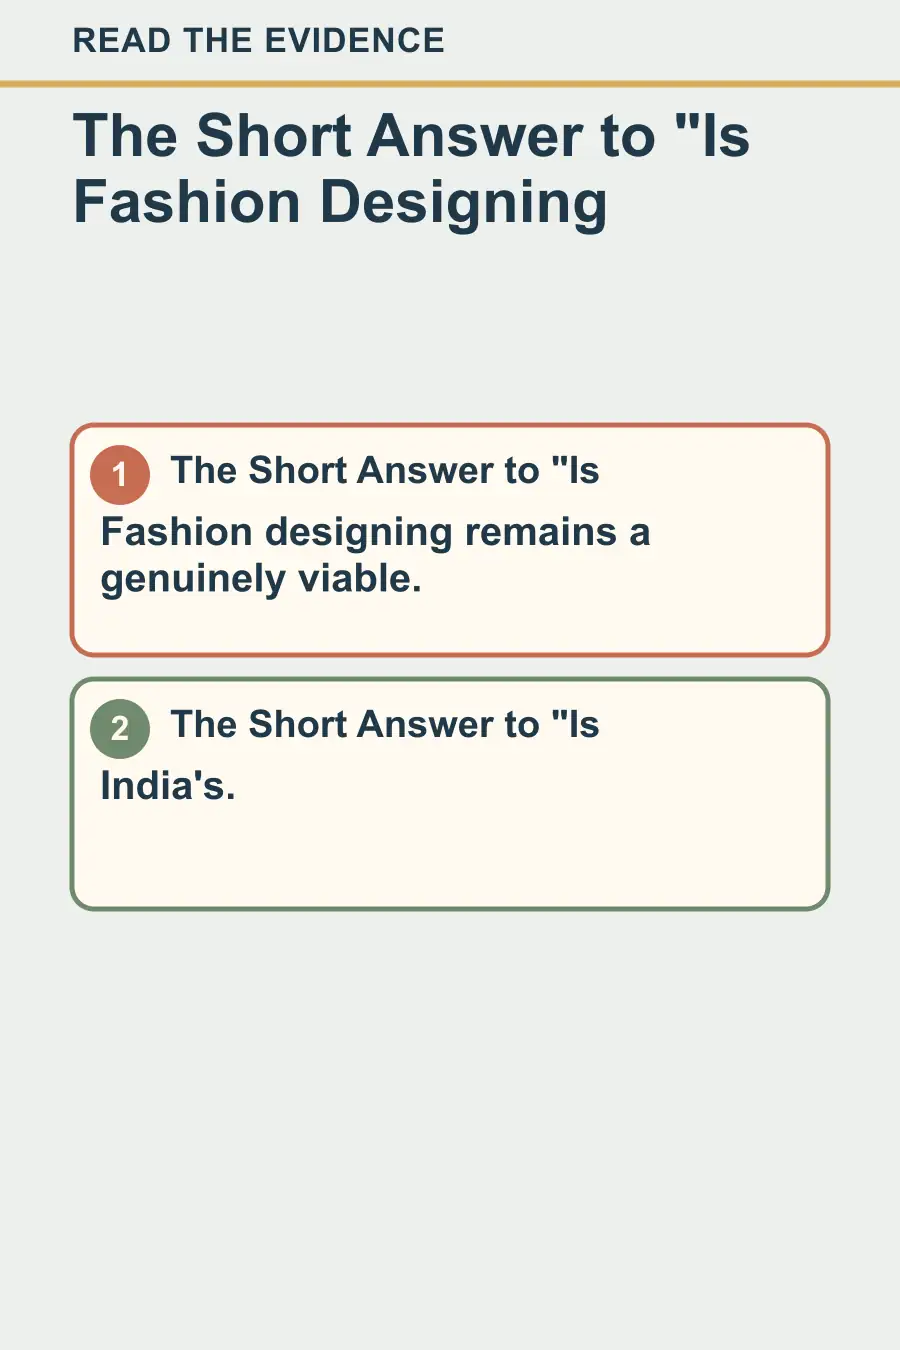 READ THE EVIDENCE
The Short Answer to "Is
Fashion Designing
1 The Short Answer to "Is
Fashion designing remains a
genuinely viable.
2 The Short Answer to "Is
India's.